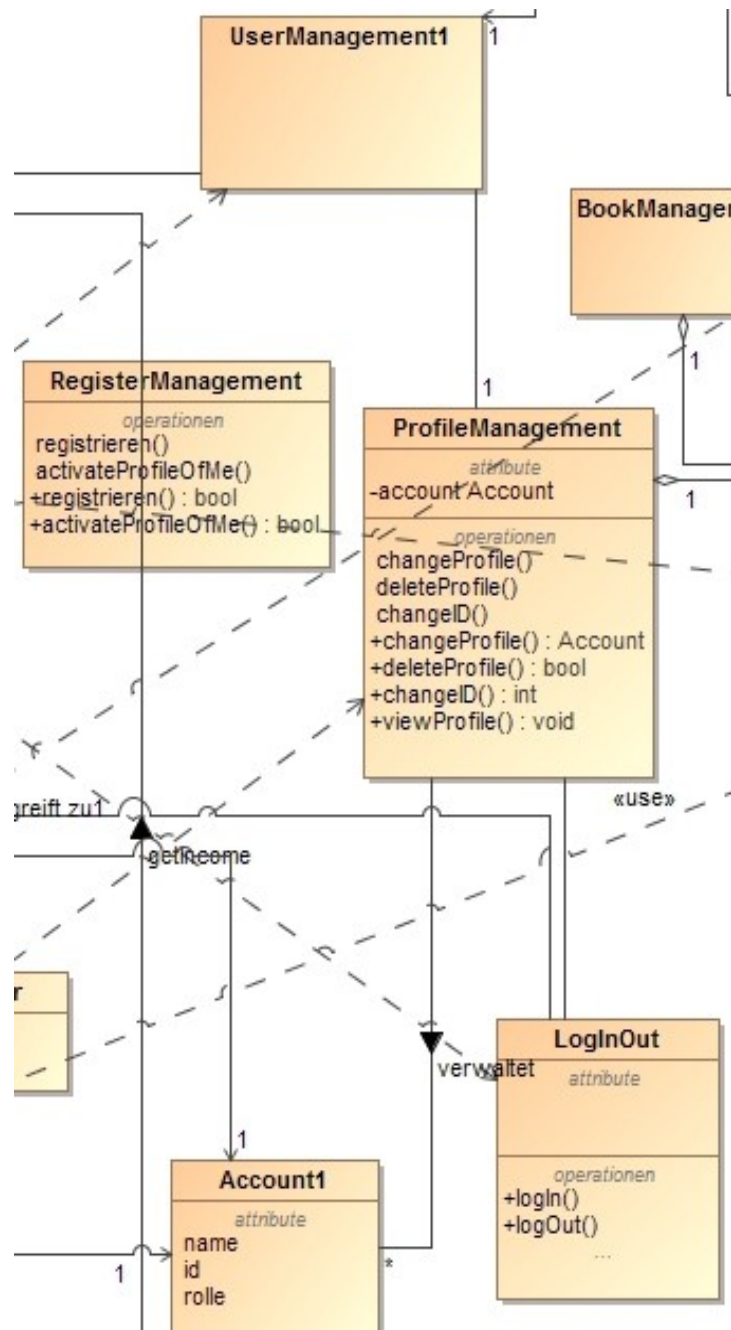 UserManagement1
1
BookManager
1
RegisterManagement
operationen
registrieren()
activateProfileOfMe()
+registrieren() : bool
+activateProfileOfMe() : bool
1
ProfileManagement
attribute
-account Account
1
operationen
changeProfile()
deleteProfile()
changeID()
+changeProfile() : Account
+deleteProfile() : bool
+changeID() : int
+viewProfile() : void
«use»
greift zu1
getincome
r
LogInOut
attribute
operationen
+logIn()
+logOut()
...
verwaltet
1
Account1
attribute
name
id
rolle
1
*